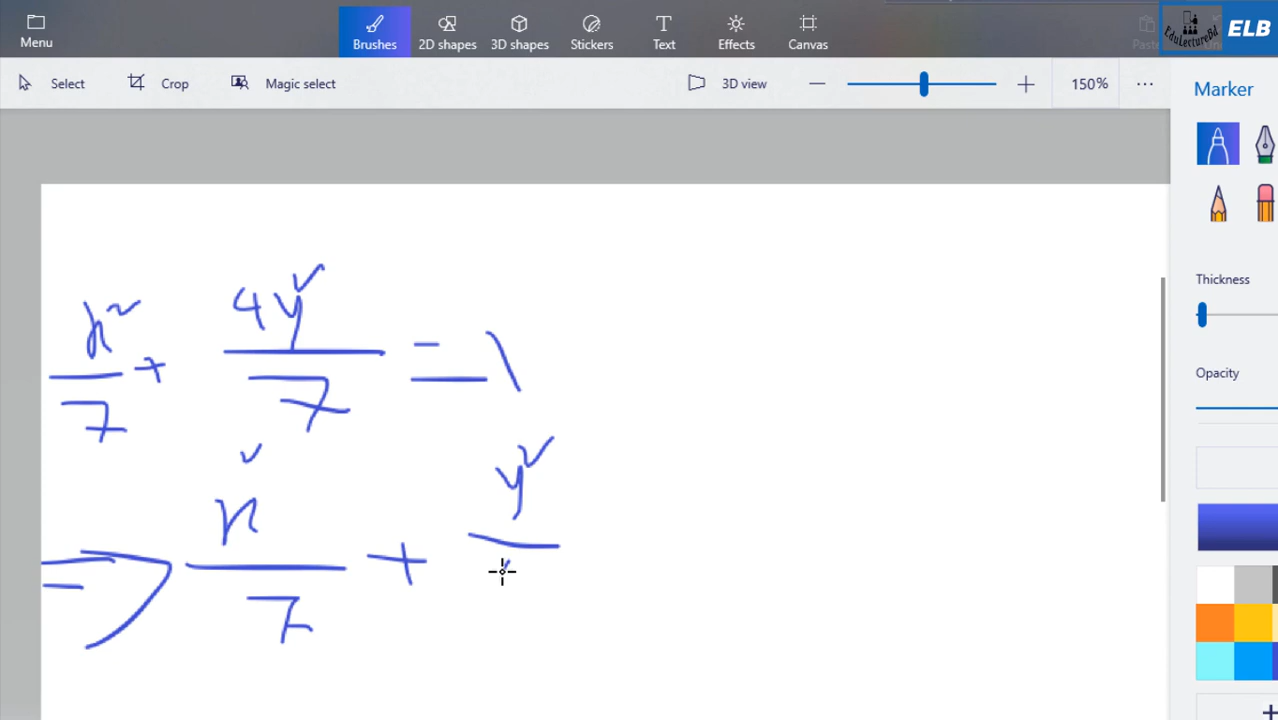 Menu Brushes 2D shapes 3D shapes Stickers Text Effects Canvas
EduLectureBd ELB
Select Crop Magic select 3D view 150%
Marker
Thickness
Opacity
x² + 4y² = 1
7 7
⇒ x² + y²
7